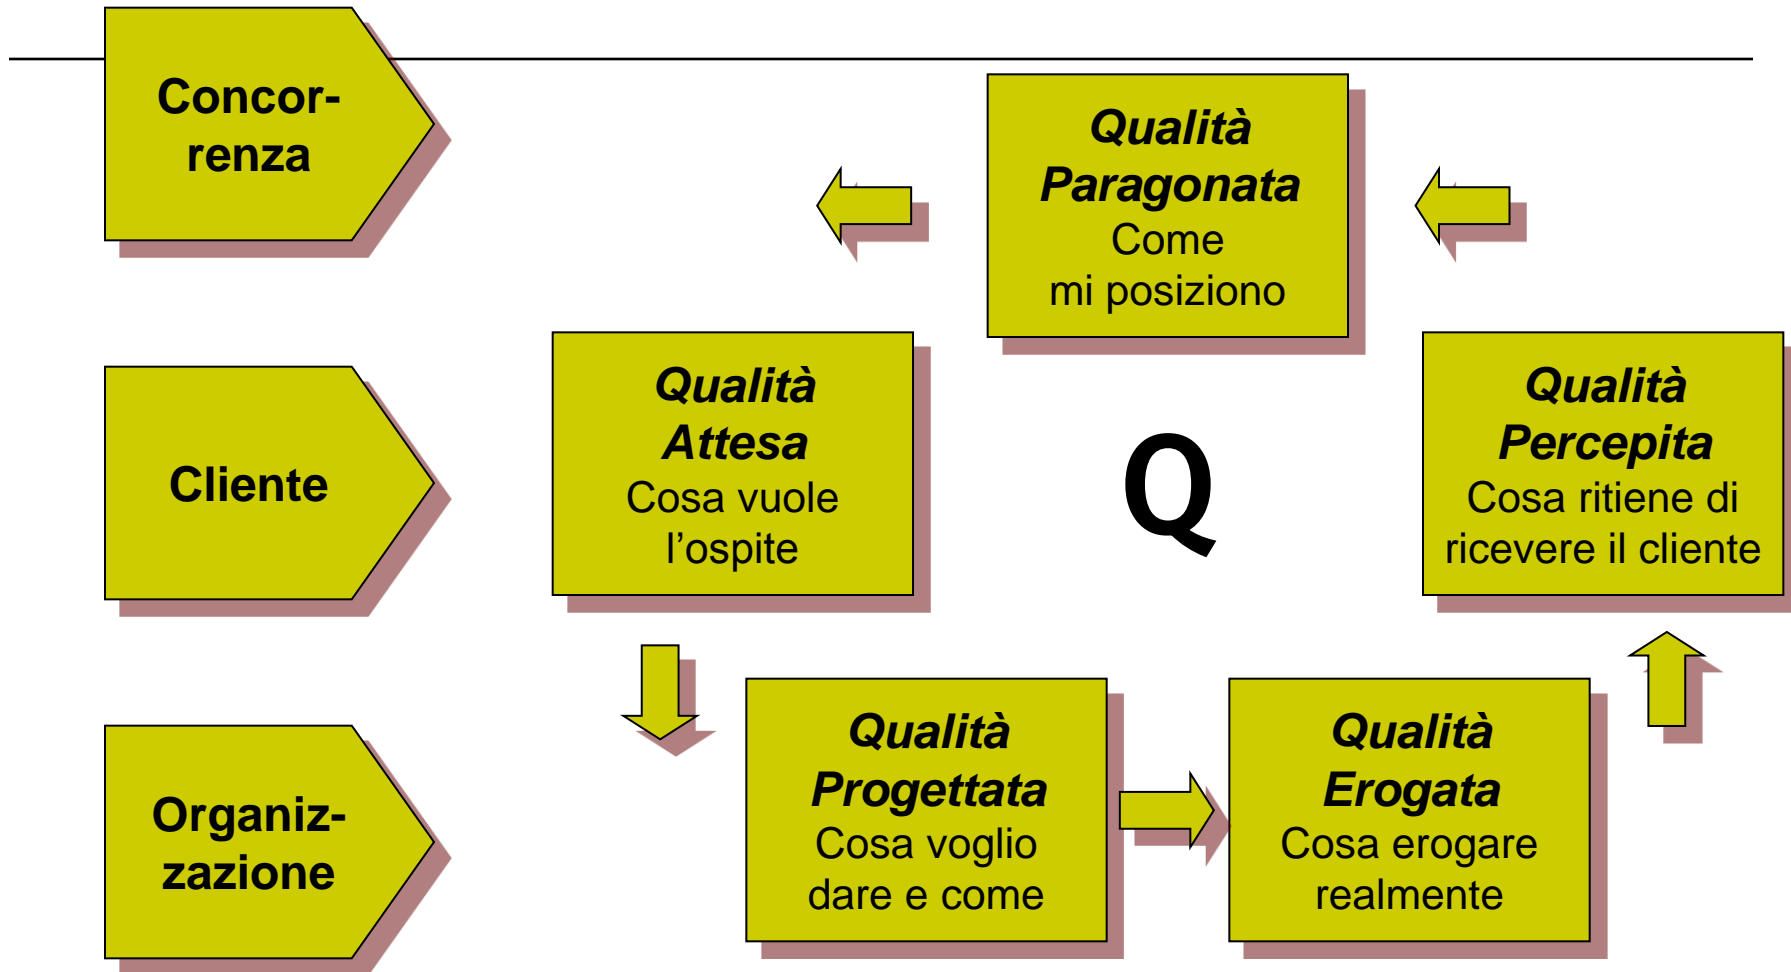 Concor-
renza
Qualità
Paragonata
Come
mi posiziono
Cliente
Qualità
Attesa
Cosa vuole
l’ospite
Q
Qualità
Percepita
Cosa ritiene di
ricevere il cliente
Organiz-
zazione
Qualità
Progettata
Cosa voglio
dare e come
Qualità
Erogata
Cosa erogare
realmente